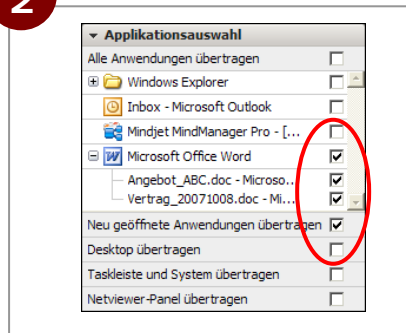 2
Applikationsauswahl
Alle Anwendungen übertragen
Windows Explorer
Inbox - Microsoft Outlook
Mindjet MindManager Pro - [...
Microsoft Office Word
Angebot_ABC.doc - Microso...
Vertrag_20071008.doc - Mi...
Neu geöffnete Anwendungen übertragen
Desktop übertragen
Taskleiste und System übertragen
Netviewer-Panel übertragen